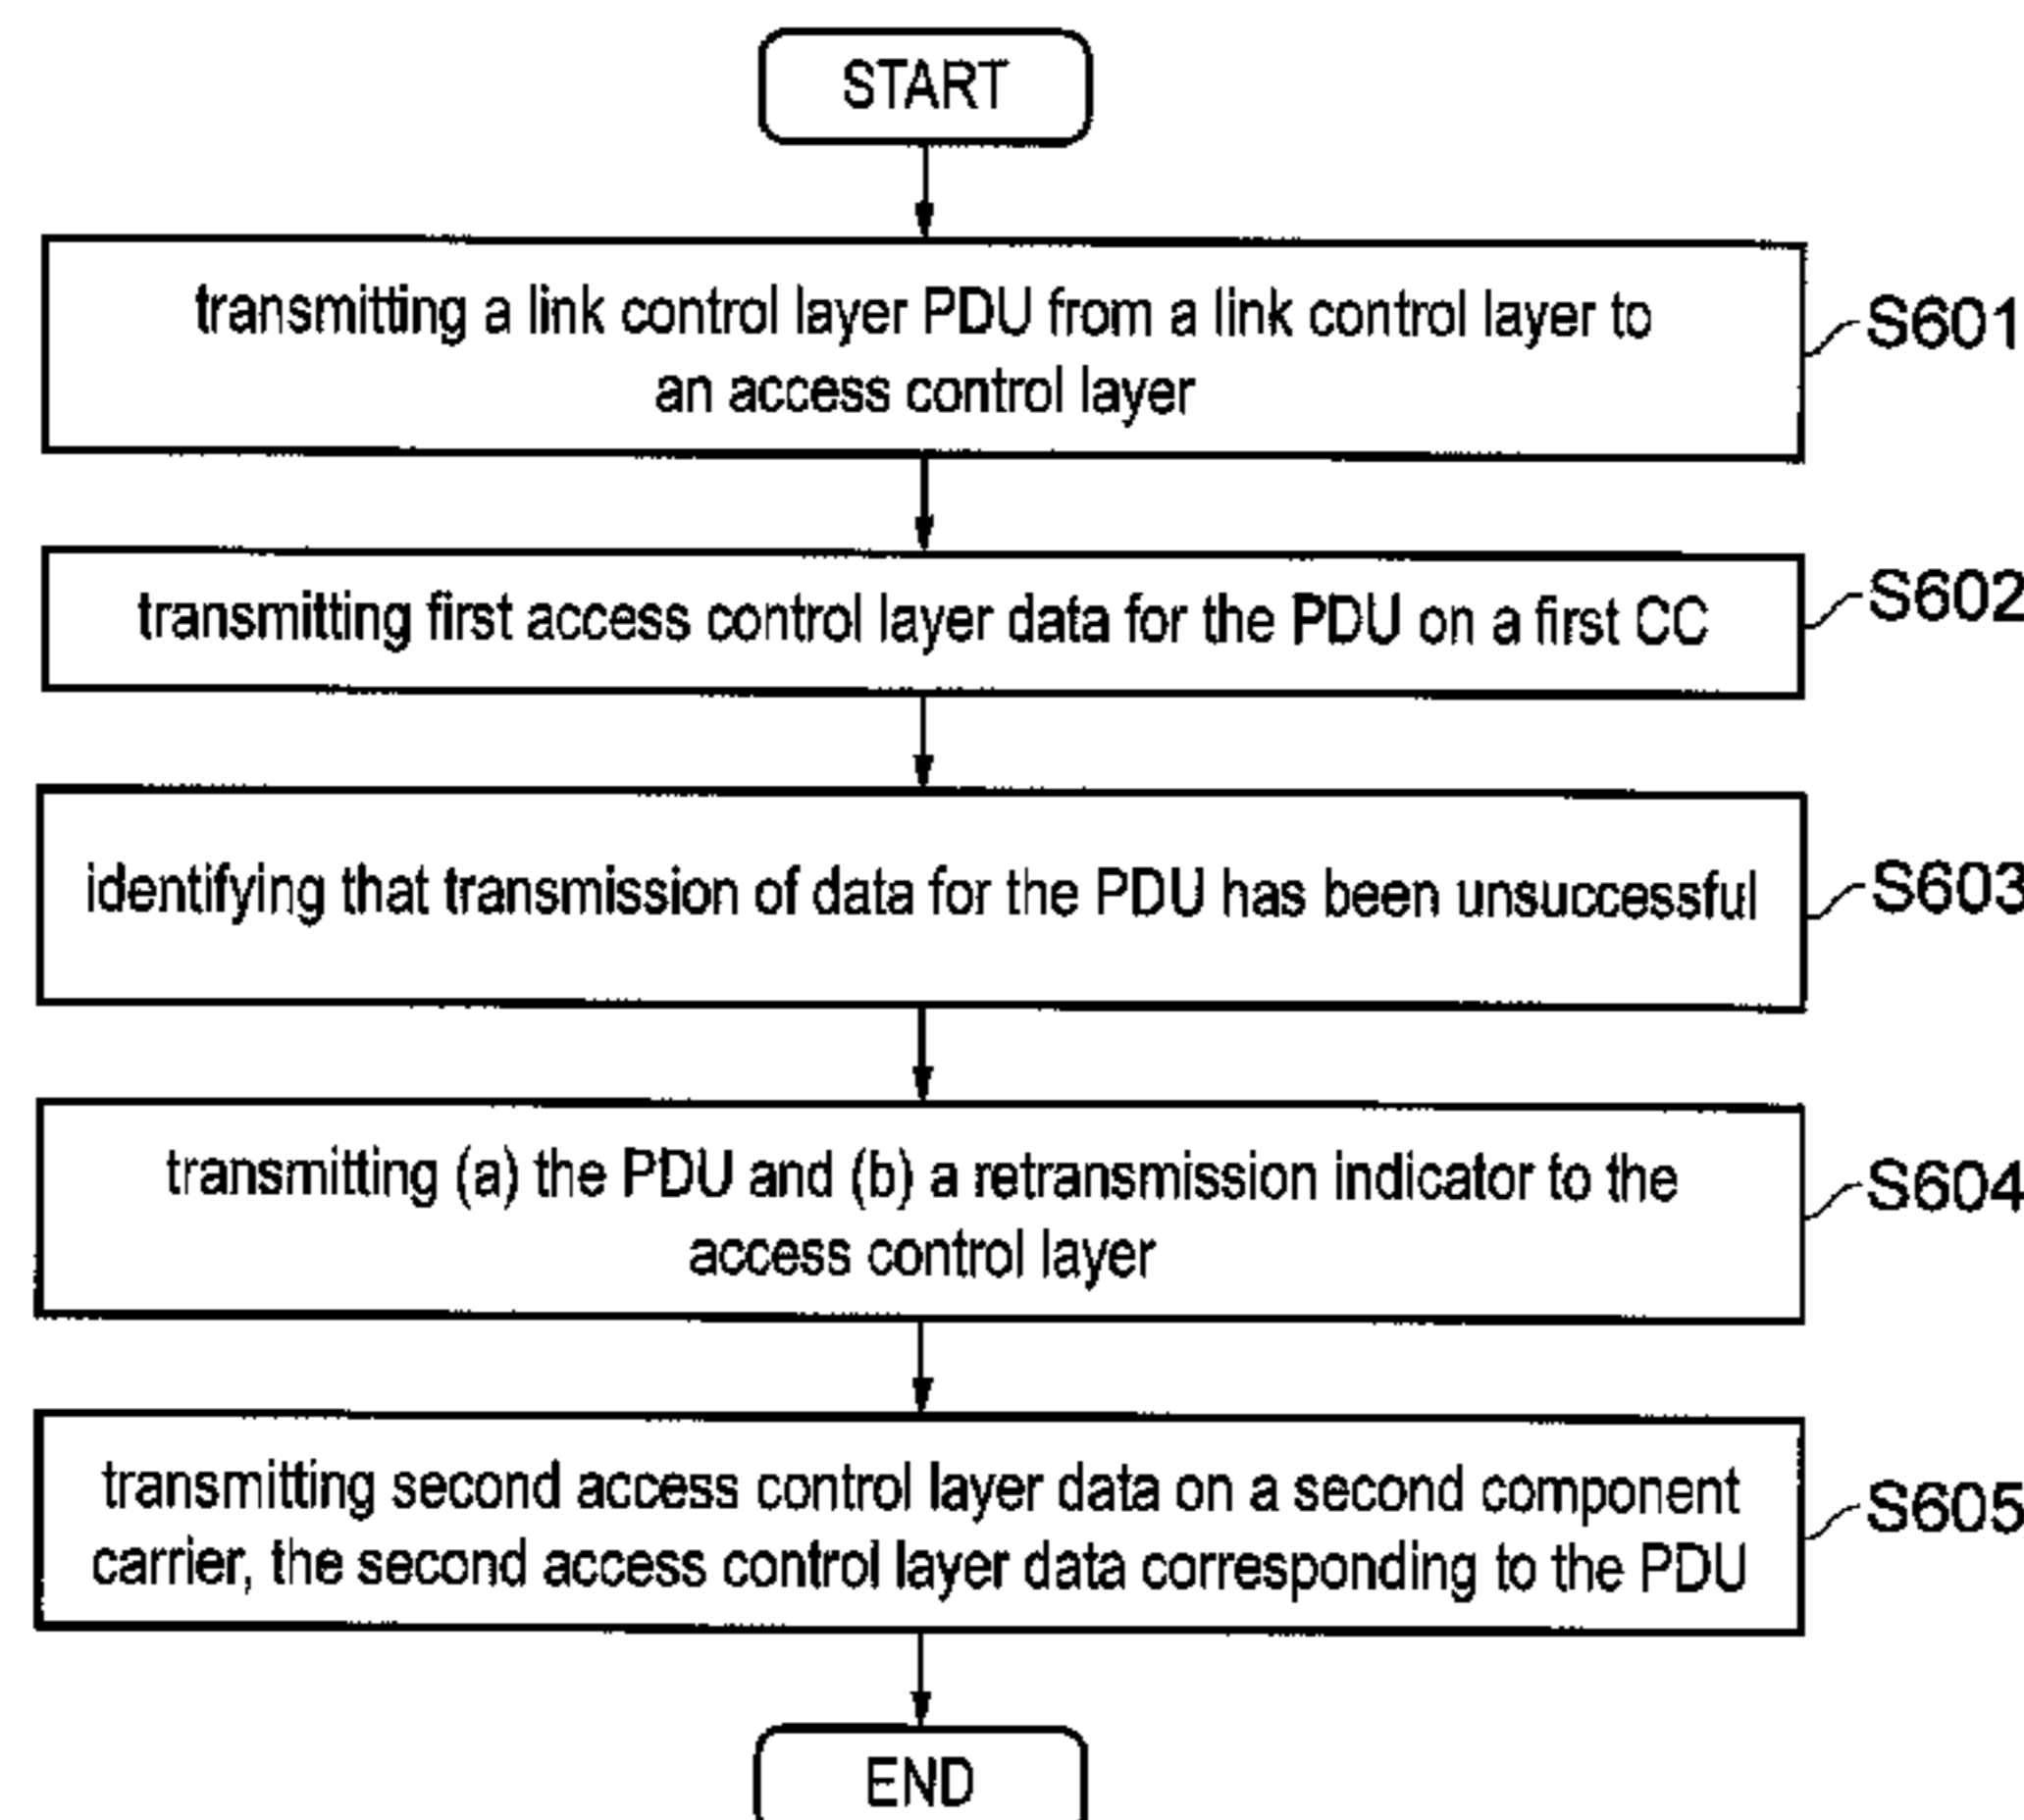 START
transmitting a link control layer PDU from a link control layer to
an access control layer
S601
transmitting first access control layer data for the PDU on a first CC
S602
identifying that transmission of data for the PDU has been unsuccessful
S603
transmitting (a) the PDU and (b) a retransmission indicator to the
access control layer
S604
transmitting second access control layer data on a second component
carrier, the second access control layer data corresponding to the PDU
S605
END